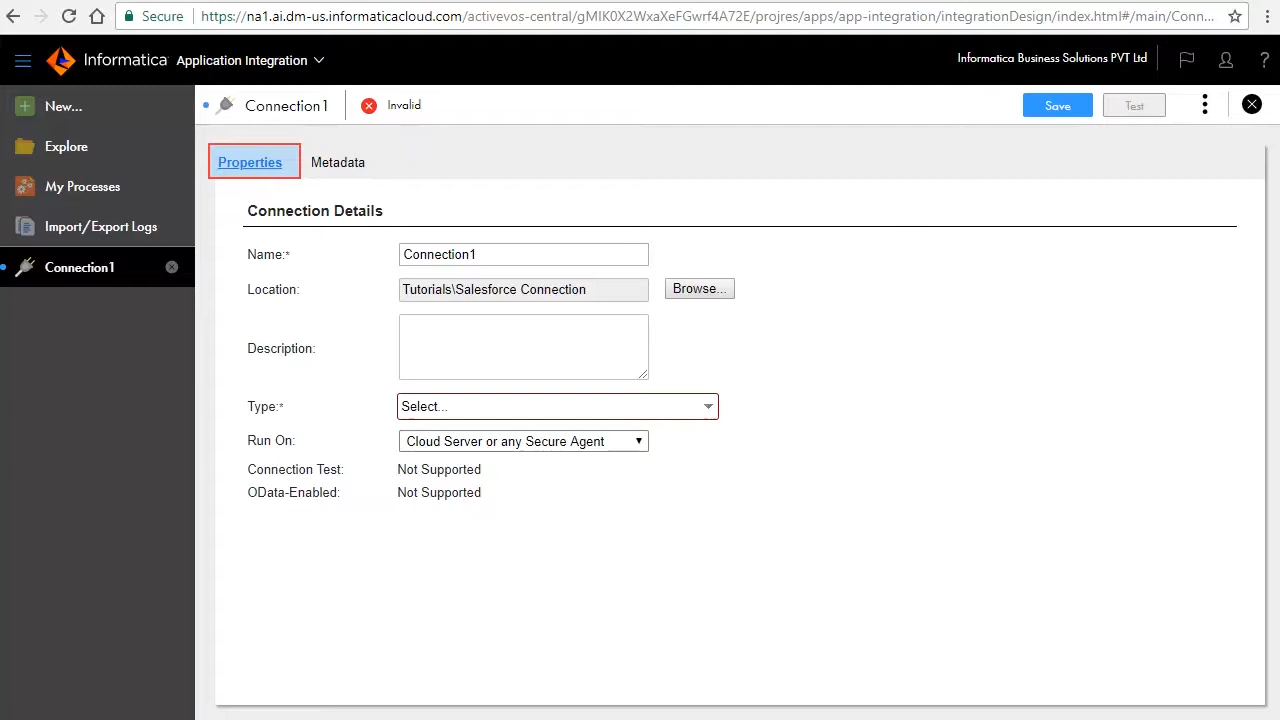 Secure https://na1.ai.dm-us.informaticacloud.com/activevos-central/gMIK0X2WxaXeFGwrf4A72E/projres/apps/app-integration/integrationDesign/index.html#/main/Conn...
Informatica Application Integration Informatica Business Solutions PVT Ltd ?
New... Connection1 Invalid Save Test
Explore
My Processes
Import/Export Logs
Connection1
Properties Metadata
Connection Details
Name:* Connection1
Location: Tutorials\Salesforce Connection Browse...
Description:
Type:* Select...
Run On: Cloud Server or any Secure Agent
Connection Test: Not Supported
OData-Enabled: Not Supported